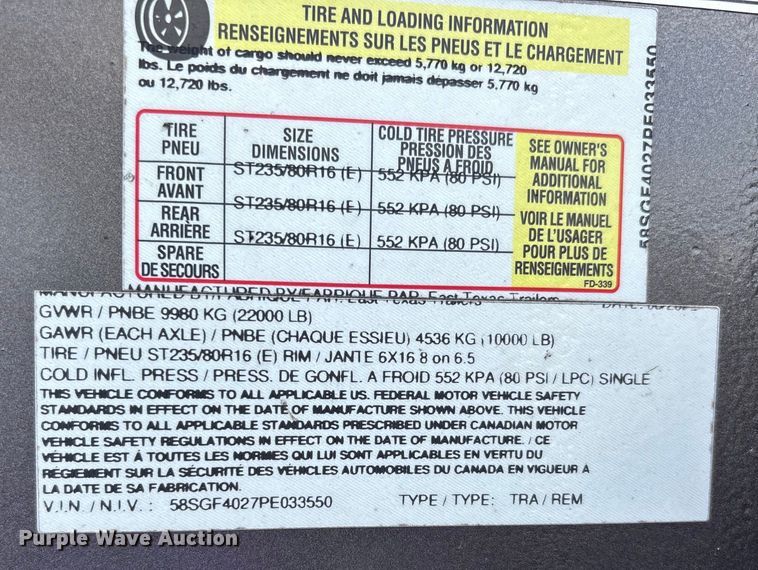 TIRE AND LOADING INFORMATION
RENSEIGNEMENTS SUR LES PNEUS ET LE CHARGEMENT
The weight of cargo should never exceed 5,770 kg or 12,720
lbs. Le poids du chargement ne doit jamais dépasser 5,770 kg
ou 12,720 lbs.
TIRE
PNEU
SIZE
DIMENSIONS
COLD TIRE PRESSURE
PRESSION DES
PNEUS A FROID
FRONT
AVANT
ST235/80R16 (E)
552 KPA (80 PSI)
REAR
ARRIÈRE
ST235/80R16 (E)
552 KPA (80 PSI)
SPARE
DE SECOURS
ST235/80R16 (E)
552 KPA (80 PSI)
SEE OWNER'S
MANUAL FOR
ADDITIONAL
INFORMATION
VOIR LE MANUEL
DE L'USAGER
POUR PLUS DE
RENSEIGNEMENTS
FD-339
58SGF4027PE033550
MANUFACTURED BY/FABRIQUE PAR: East Texas Trailers
GVWR / PNBE 9980 KG (22000 LB)
GAWR (EACH AXLE) / PNBE (CHAQUE ESSIEU) 4536 KG (10000 LB)
TIRE / PNEU ST235/80R16 (E) RIM / JANTE 6X16 8 on 6.5
COLD INFL. PRESS / PRESS. DE GONFL. A FROID 552 KPA (80 PSI / LPC) SINGLE
THIS VEHICLE CONFORMS TO ALL APPLICABLE US. FEDERAL MOTOR VEHICLE SAFETY
STANDARDS IN EFFECT ON THE DATE OF MANUFACTURE SHOWN ABOVE. THIS VEHICLE
CONFORMS TO ALL APPLICABLE STANDARDS PRESCRIBED UNDER CANADIAN MOTOR
VEHICLE SAFETY REGULATIONS IN EFFECT ON THE DATE OF MANUFACTURE. / CE
VÉHICLE EST Á TOUTES LES NORMES QUI LUI SONT APPLICABLES EN VERTU DU
RÉGIEMENT SUR LA SÉCURITÉ DES VÉHICLES AUTOMOBILES DU CANADA EN VIGUEUR À
LA DATE DE SA FABRICATION.
V.I.N. / N.I.V. : 58SGF4027PE033550 TYPE / TYPE: TRA / REM
Purple Wave Auction